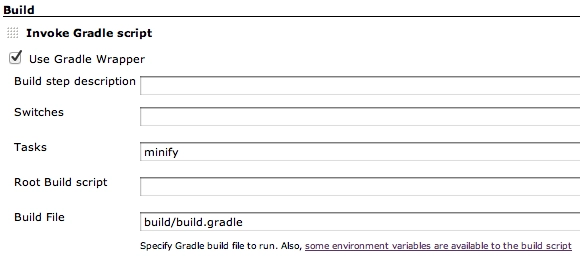 Build
Invoke Gradle script
Use Gradle Wrapper
Build step description
Switches
Tasks minify
Root Build script
Build File build/build.gradle
Specify Gradle build file to run. Also, some environment variables are available to the build script